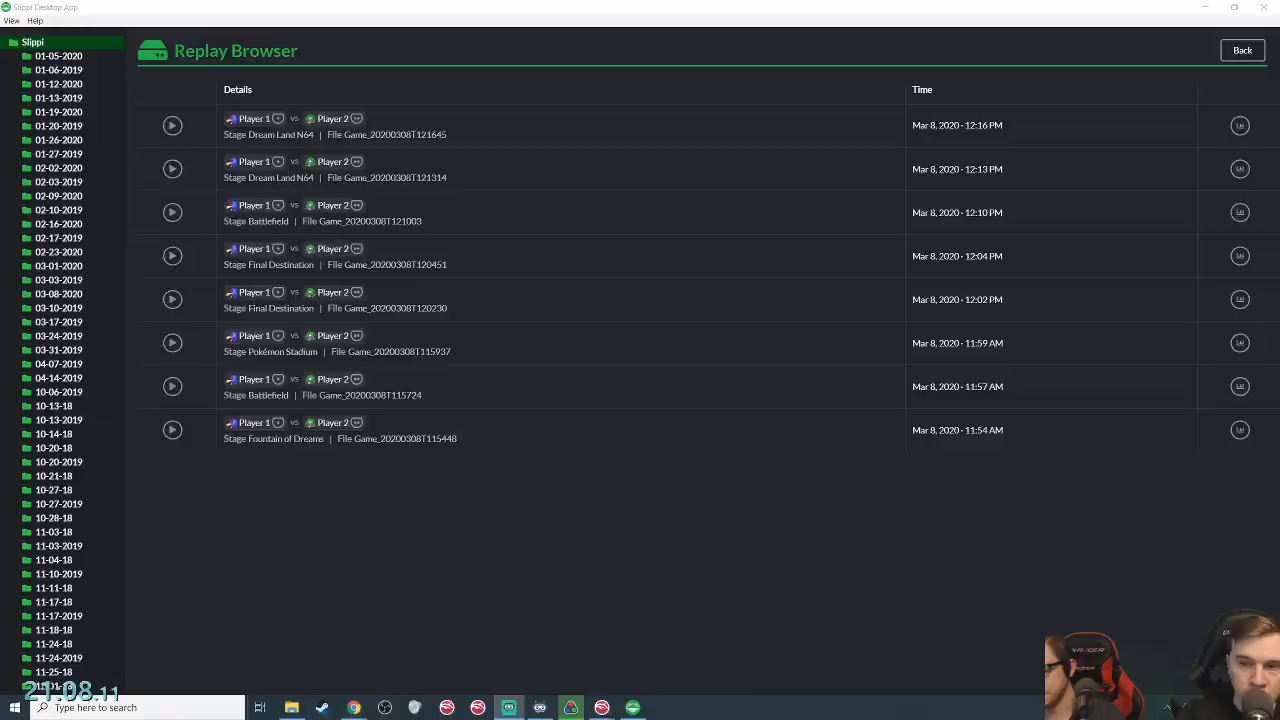 Slippi Desktop App
View Help
Slippi
01-05-2020
01-06-2019
01-12-2020
01-13-2019
01-19-2020
01-20-2019
01-26-2020
01-27-2019
02-02-2020
02-03-2019
02-09-2020
02-10-2019
02-16-2020
02-17-2019
02-23-2020
03-01-2020
03-03-2019
03-08-2020
03-10-2019
03-17-2019
03-24-2019
03-31-2019
04-07-2019
04-14-2019
10-06-2019
10-13-18
10-13-2019
10-14-18
10-20-18
10-20-2019
10-21-18
10-27-18
10-27-2019
10-28-18
11-03-18
11-03-2019
11-04-18
11-10-2019
11-11-18
11-17-18
11-17-2019
11-18-18
11-24-18
11-24-2019
11-25-18
Replay Browser
Back
Details Time
Player 1 vs Player 2
Stage Dream Land N64 | File Game_20200308T121645
Mar 8, 2020 · 12:16 PM
Player 1 vs Player 2
Stage Dream Land N64 | File Game_20200308T121314
Mar 8, 2020 · 12:13 PM
Player 1 vs Player 2
Stage Battlefield | File Game_20200308T121003
Mar 8, 2020 · 12:10 PM
Player 1 vs Player 2
Stage Final Destination | File Game_20200308T120451
Mar 8, 2020 · 12:04 PM
Player 1 vs Player 2
Stage Final Destination | File Game_20200308T120230
Mar 8, 2020 · 12:02 PM
Player 1 vs Player 2
Stage Pokémon Stadium | File Game_20200308T115937
Mar 8, 2020 · 11:59 AM
Player 1 vs Player 2
Stage Battlefield | File Game_20200308T115724
Mar 8, 2020 · 11:57 AM
Player 1 vs Player 2
Stage Fountain of Dreams | File Game_20200308T115448
Mar 8, 2020 · 11:54 AM
21:08.11
Type here to search